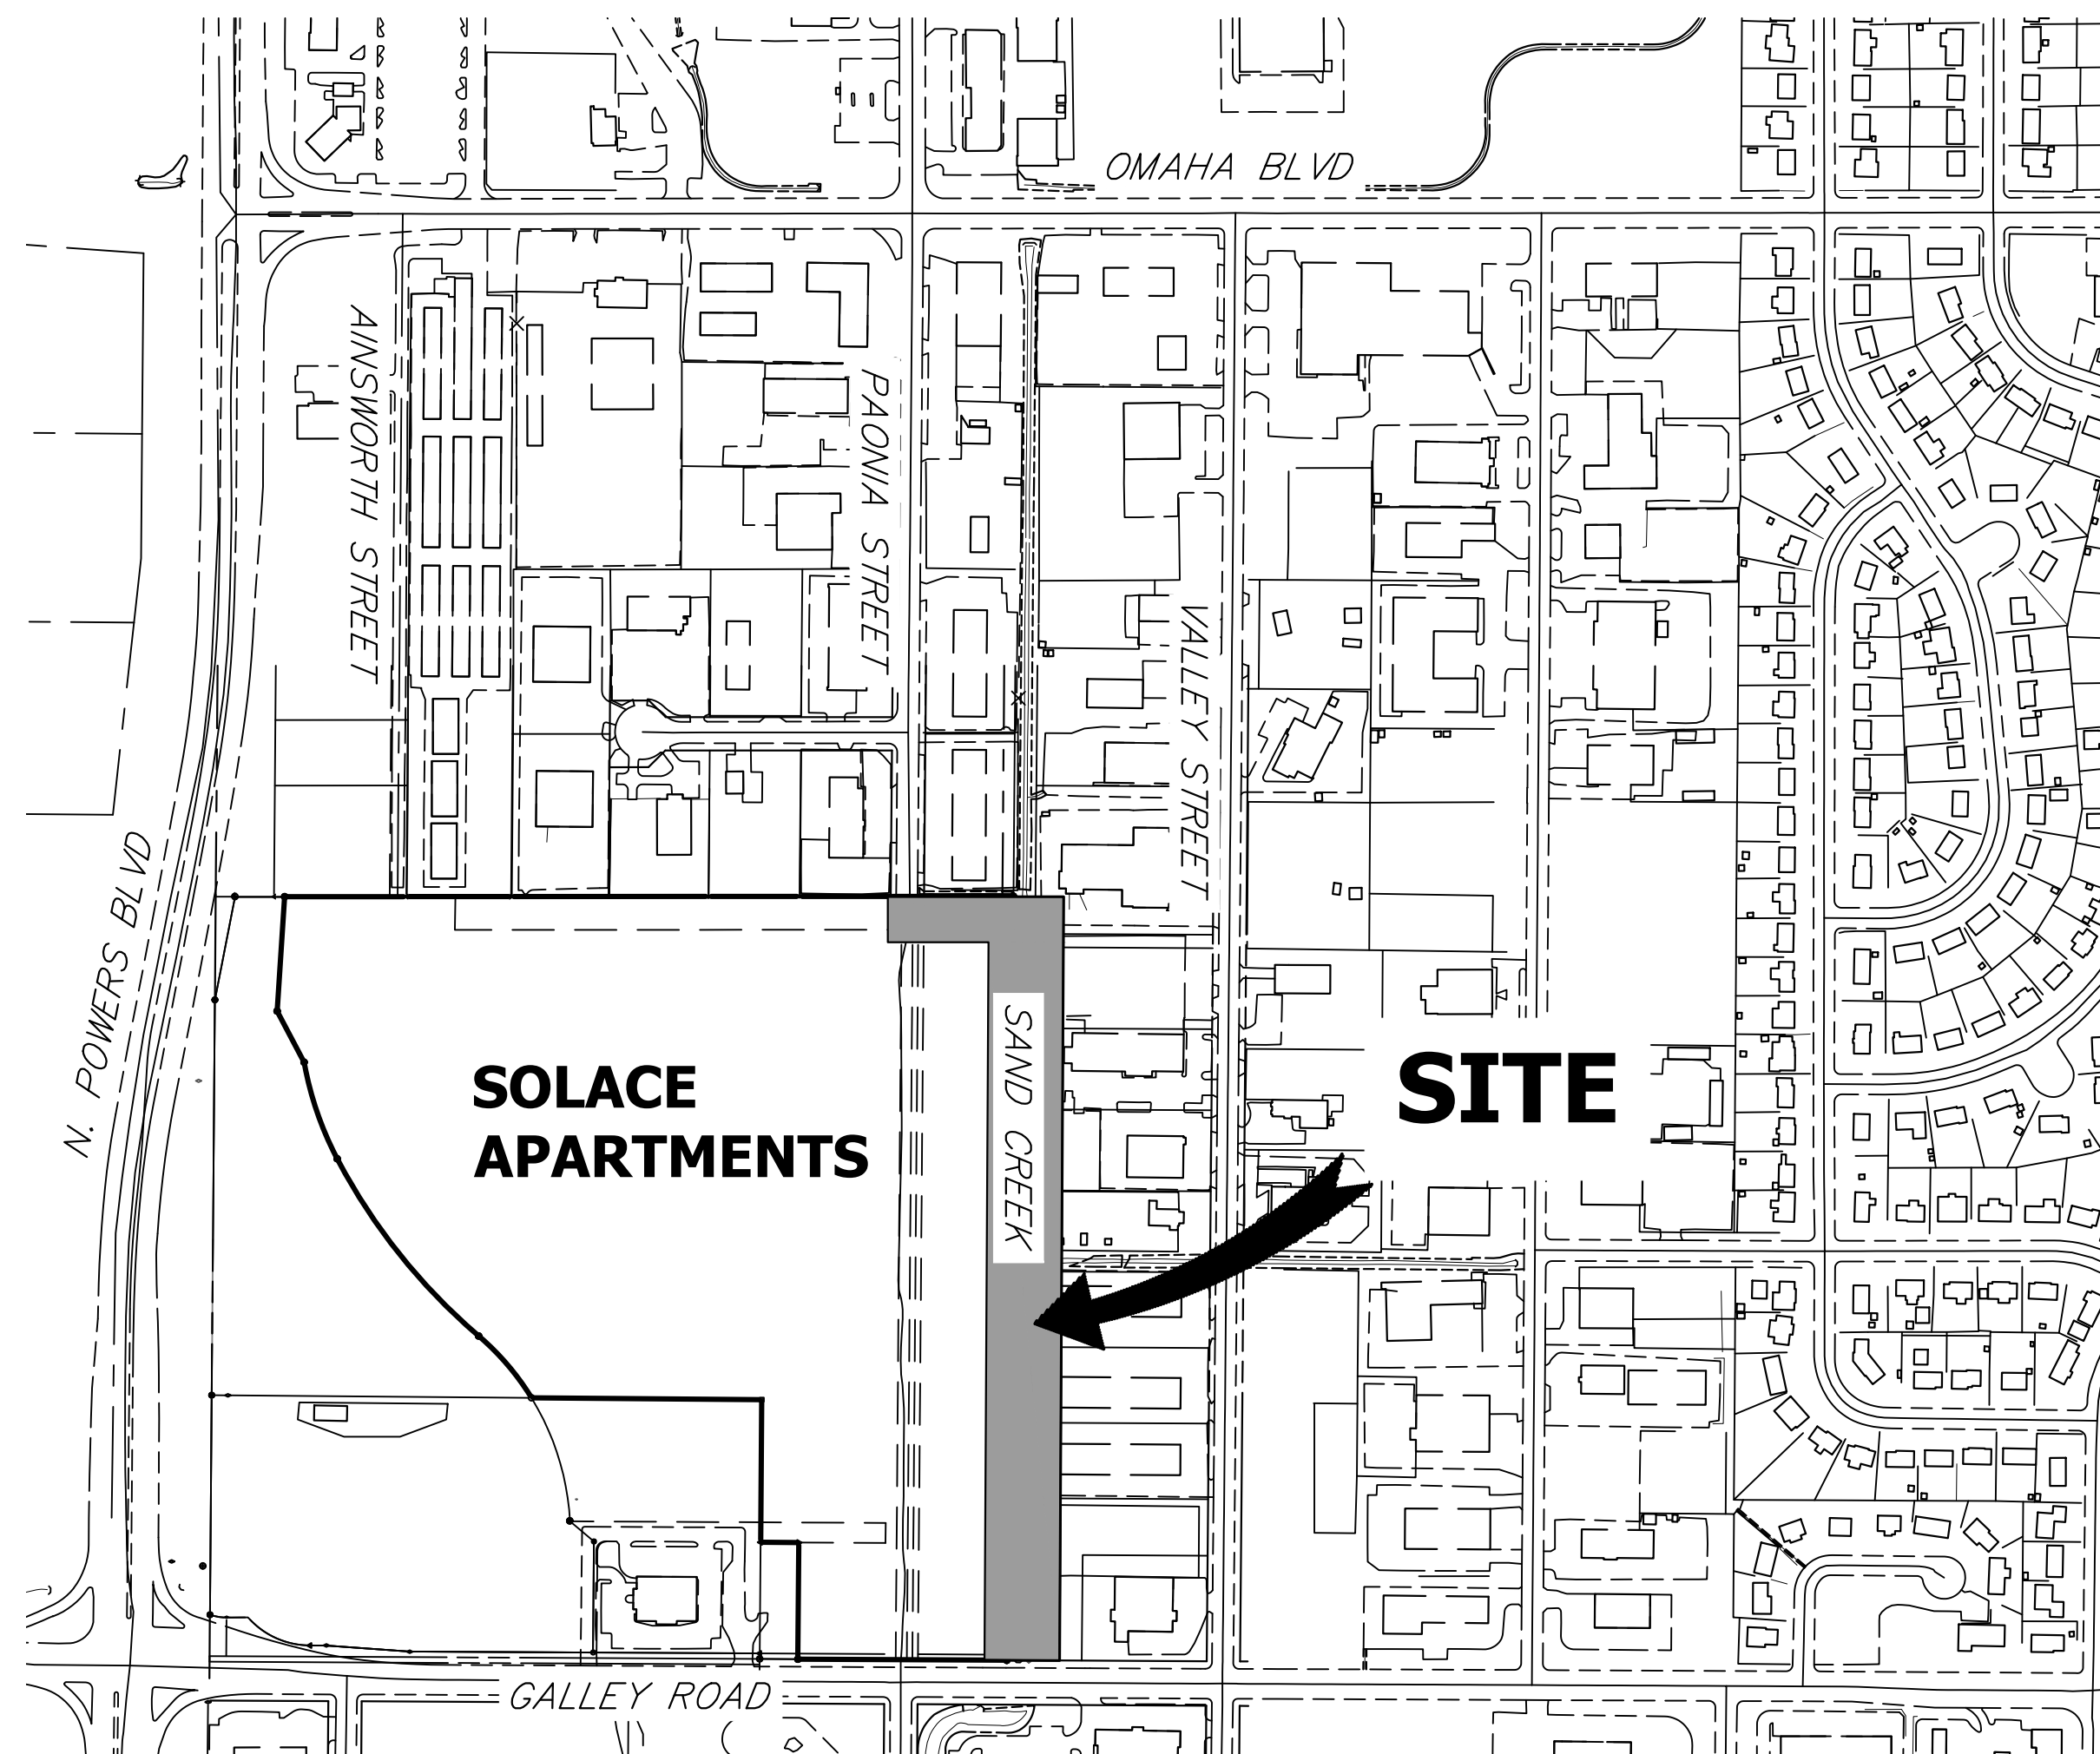 OMAHA BLVD
AINSWORTH STREET
PAONIA STREET
VALLEY STREET
N. POWERS BLVD
SAND CREEK
SOLACE
APARTMENTS
SITE
GALLEY ROAD